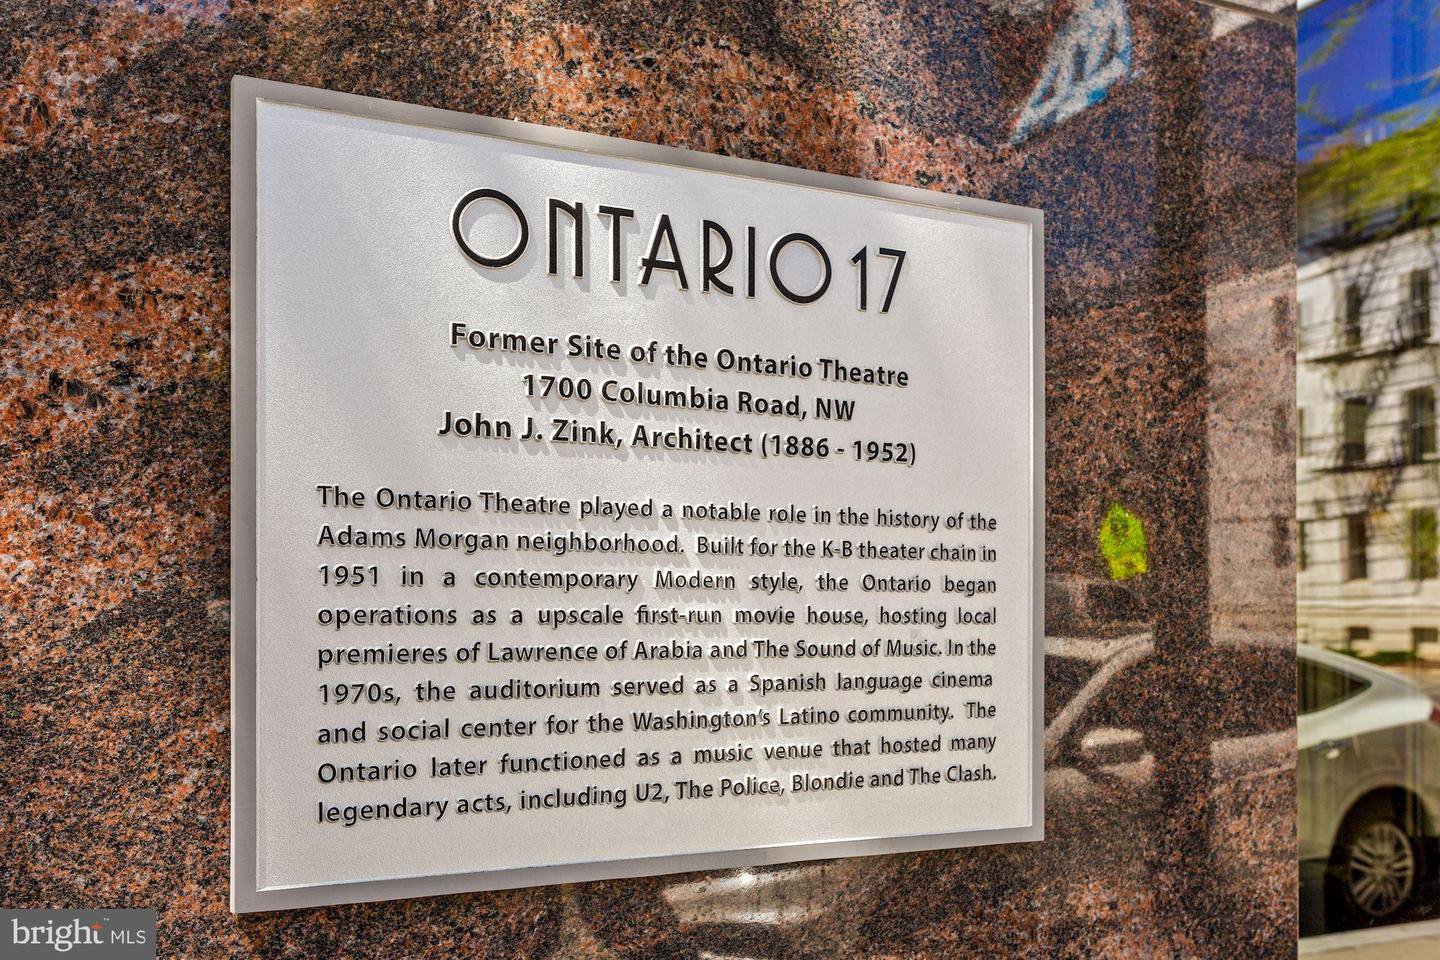 ONTARIO 17
Former Site of the Ontario Theatre
1700 Columbia Road, NW
John J. Zink, Architect (1886 - 1952)
The Ontario Theatre played a notable role in the history of the
Adams Morgan neighborhood. Built for the K-B theater chain in
1951 in a contemporary Modern style, the Ontario began
operations as a upscale first-run movie house, hosting local
premieres of Lawrence of Arabia and The Sound of Music. In the
1970s, the auditorium served as a Spanish language cinema
and social center for the Washington's Latino community. The
Ontario later functioned as a music venue that hosted many
legendary acts, including U2, The Police, Blondie and The Clash.
bright™ MLS